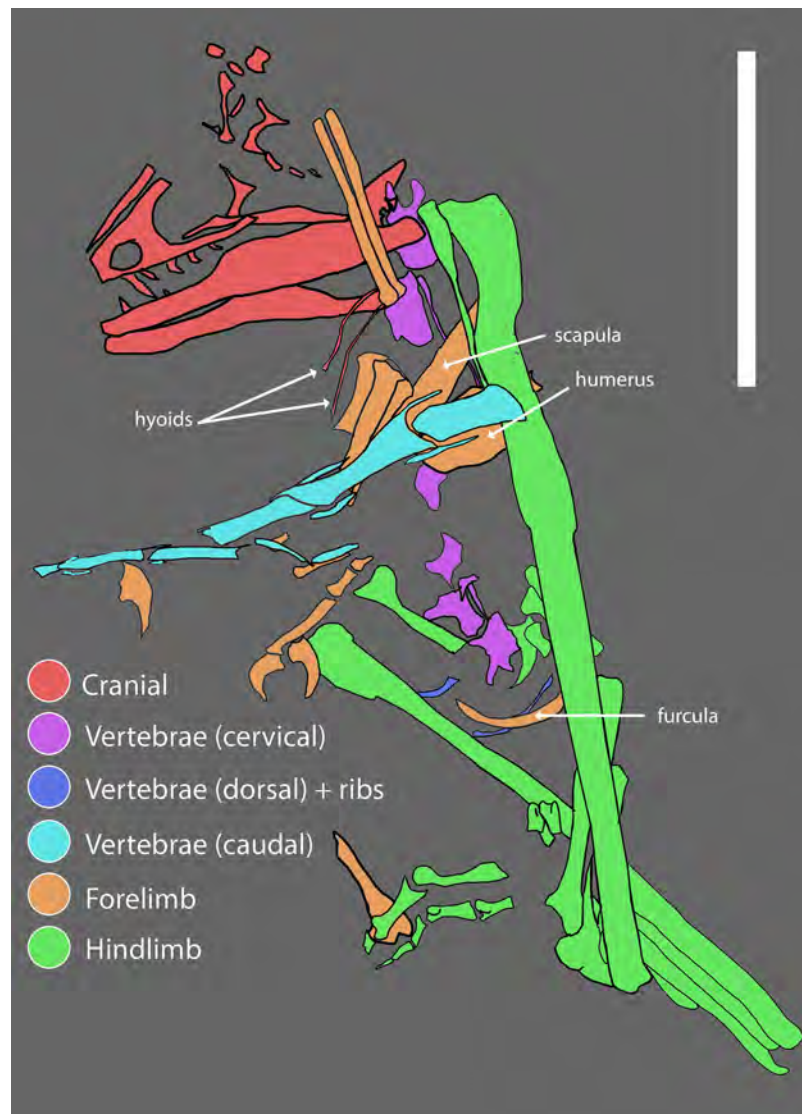 scapula
humerus
hyoids
Cranial
Vertebrae (cervical)
furcula
Vertebrae (dorsal) + ribs
Vertebrae (caudal)
Forelimb
Hindlimb